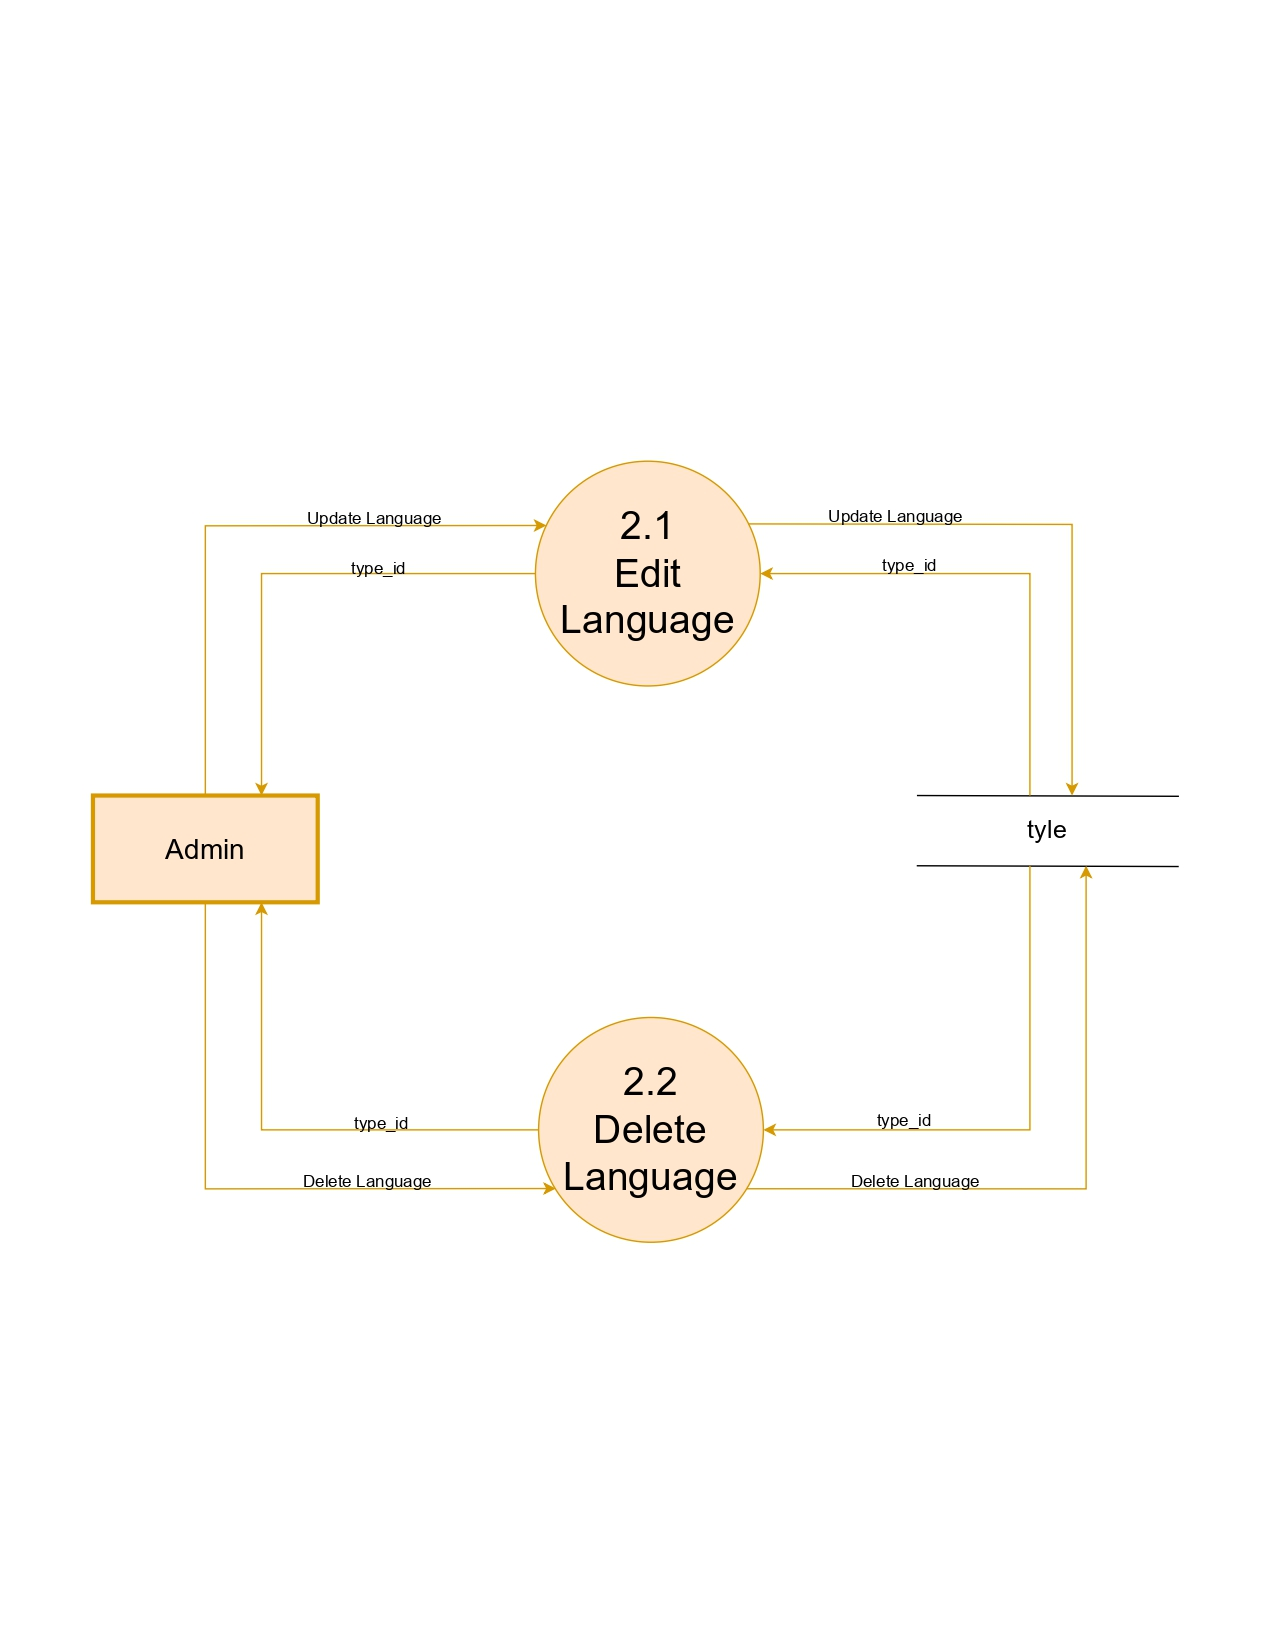 2.1
Edit
Language
Update Language
Update Language
type_id
type_id
Admin
tyle
2.2
Delete
Language
type_id
type_id
Delete Language
Delete Language